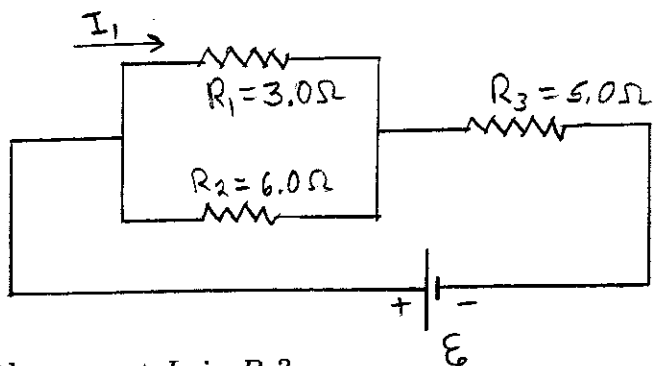 I₁
R₁ = 3.0Ω
R₃ = 5.0Ω
R₂ = 6.0Ω
+ −
ε